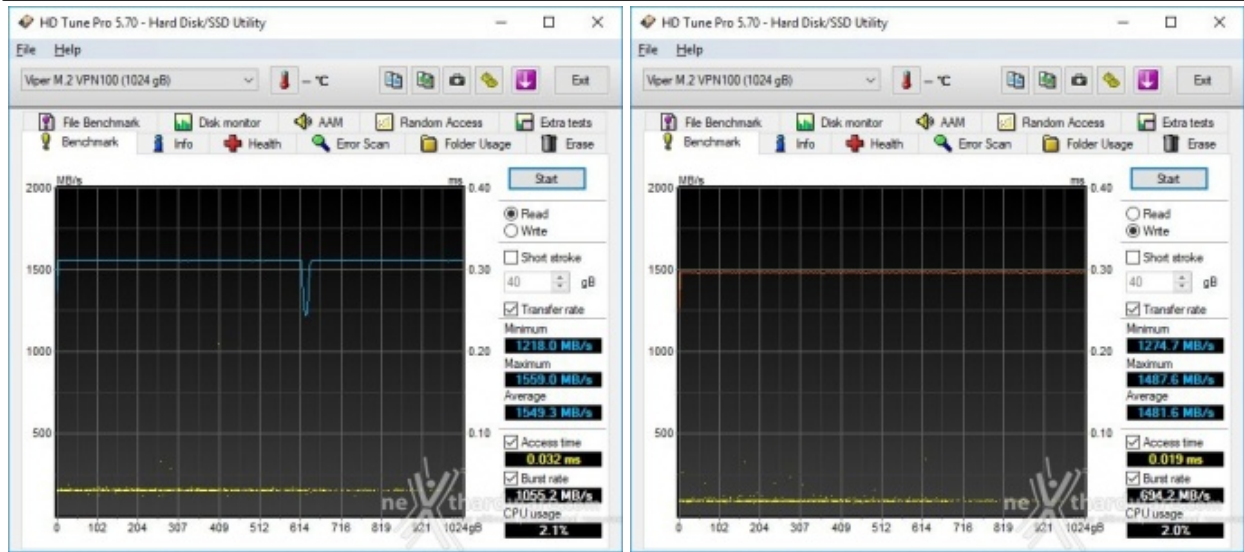 HD Tune Pro 5.70 - Hard Disk/SSD Utility
File Help
Viper M.2 VPN100 (1024 gB)
– °C
Exit
File Benchmark
Disk monitor
AAM
Random Access
Extra tests
Benchmark
Info
Health
Error Scan
Folder Usage
Erase
MB/s
ms
2000
1500
1000
500
0.40
0.30
0.20
0.10
0 102 204 307 409 512 614 716 819 921 1024gB
Start
Read
Write
Short stroke
40 gB
Transfer rate
Minimum
1218.0 MB/s
Maximum
1559.0 MB/s
Average
1549.3 MB/s
Access time
0.032 ms
Burst rate
1055.2 MB/s
CPU usage
2.1%
HD Tune Pro 5.70 - Hard Disk/SSD Utility
File Help
Viper M.2 VPN100 (1024 gB)
– °C
Exit
File Benchmark
Disk monitor
AAM
Random Access
Extra tests
Benchmark
Info
Health
Error Scan
Folder Usage
Erase
MB/s
ms
2000
1500
1000
500
0.40
0.30
0.20
0.10
0 102 204 307 409 512 614 716 819 921 1024gB
Start
Read
Write
Short stroke
40 gB
Transfer rate
Minimum
1274.7 MB/s
Maximum
1487.6 MB/s
Average
1481.6 MB/s
Access time
0.019 ms
Burst rate
694.2 MB/s
CPU usage
2.0%